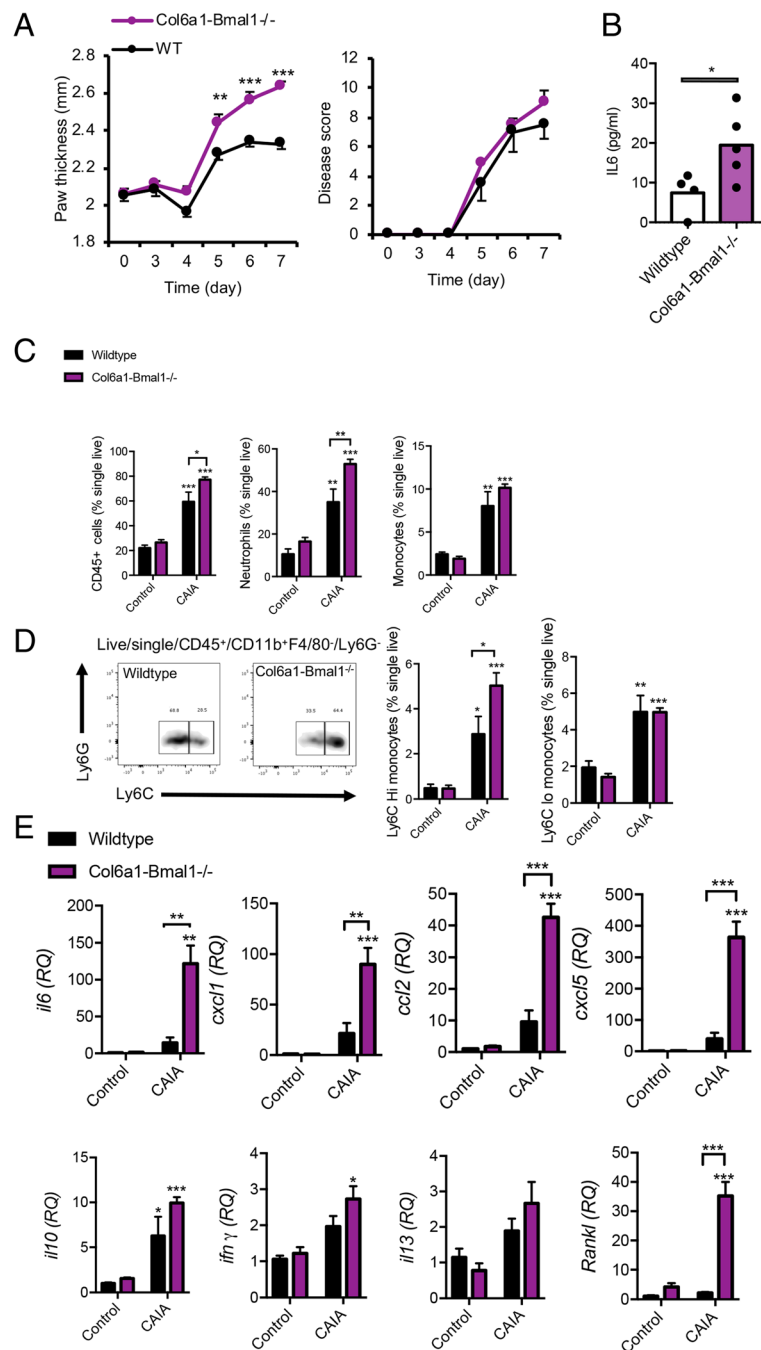 A
Col6a1-Bmal1-/-
WT
Paw thickness (mm)
2.8
2.6
2.4
2.2
2
1.8
**
***
***
0 3 4 5 6 7
Time (day)
Disease score
12
10
8
6
4
2
0
0 3 4 5 6 7
Time (day)
B
IL6 (pg/ml)
40
30
20
10
0
*
Wildtype
Col6a1-Bmal1-/-
C
Wildtype
Col6a1-Bmal1-/-
CD45+ cells (% single live)
100
80
60
40
20
0
*
***
***
Control
CAIA
Neutrophils (% single live)
60
40
20
0
**
**
***
Control
CAIA
Monocytes (% single live)
15
10
5
0
**
***
Control
CAIA
D
Live/single/CD45+/CD11b+F4/80-/Ly6G-
Wildtype
Col6a1-Bmal1-/-
Ly6G
Ly6C
Ly6C Hi monocytes (% single live)
6
4
2
0
*
*
***
Control
CAIA
Ly6C lo monocytes (% single live)
8
6
4
2
0
**
***
Control
CAIA
E
Wildtype
Col6a1-Bmal1-/-
il6 (RQ)
200
150
100
50
0
**
**
Control
CAIA
cxcl1 (RQ)
150
100
50
0
**
***
Control
CAIA
ccl2 (RQ)
60
40
20
10
0
***
***
Control
CAIA
cxcl5 (RQ)
500
400
300
200
100
0
***
***
Control
CAIA
il10 (RQ)
15
10
5
0
*
***
Control
CAIA
ifn γ (RQ)
4
3
2
1
0
*
Control
CAIA
il13 (RQ)
4
3
2
1
0
Control
CAIA
Rankl (RQ)
50
40
30
20
10
0
***
***
Control
CAIA